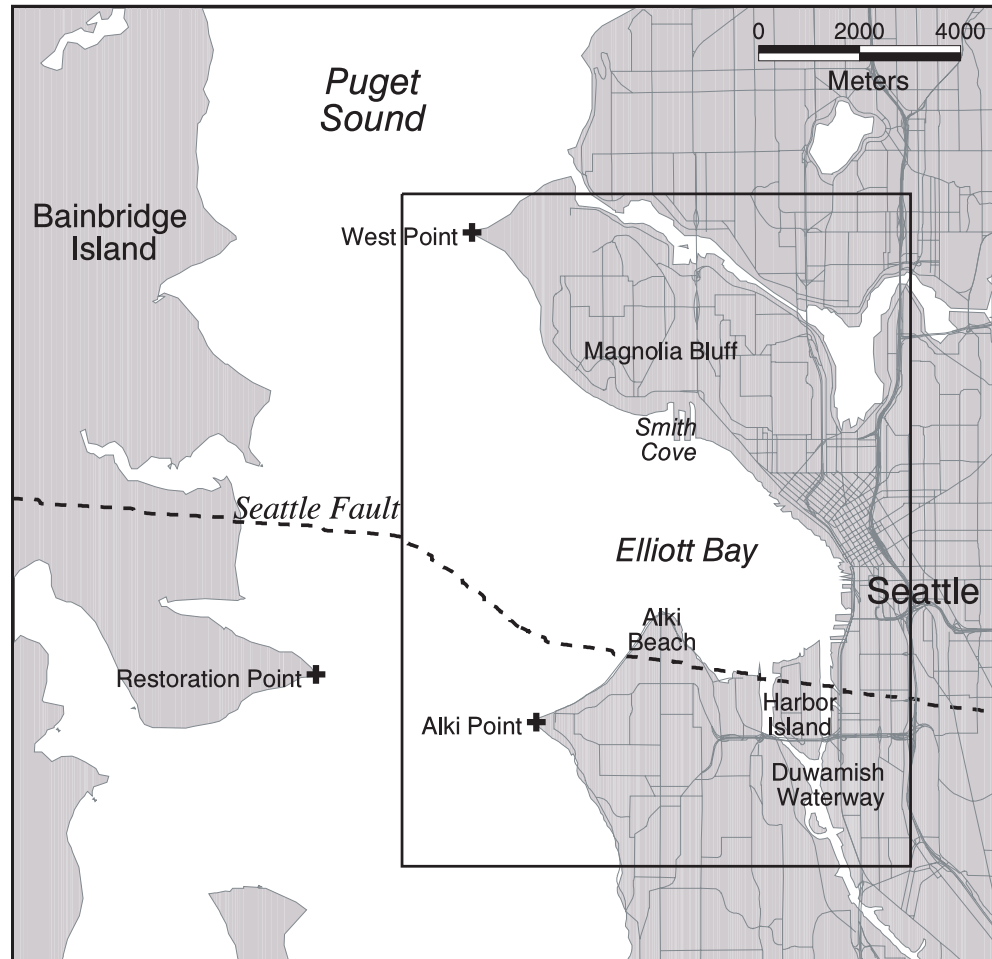 0 2000 4000
Meters
Puget
Sound
Bainbridge
Island
West Point
Magnolia Bluff
Smith
Cove
Seattle Fault
Elliott Bay
Seattle
Alki
Beach
Restoration Point
Harbor
Island
Alki Point
Duwamish
Waterway